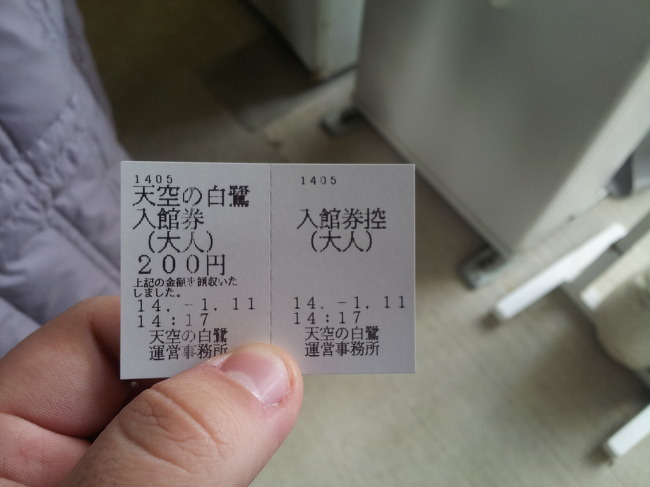 1405
天空の白鷺
入館券
(大人)
200円
上記の金額を領収いた
しました。
14.-1.11
14:17
天空の白鷺
運営事務所
1405
入館券控
(大人)
14.-1.11
14:17
天空の白鷺
運営事務所